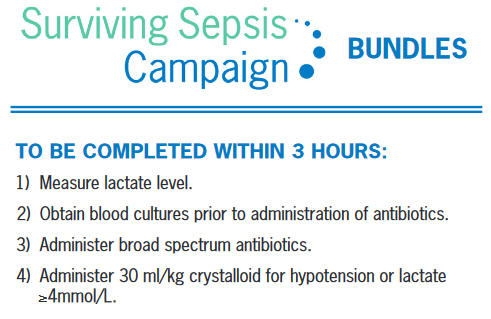 Surviving Sepsis
Campaign
BUNDLES
TO BE COMPLETED WITHIN 3 HOURS:
1) Measure lactate level.
2) Obtain blood cultures prior to administration of antibiotics.
3) Administer broad spectrum antibiotics.
4) Administer 30 ml/kg crystalloid for hypotension or lactate
≥4mmol/L.